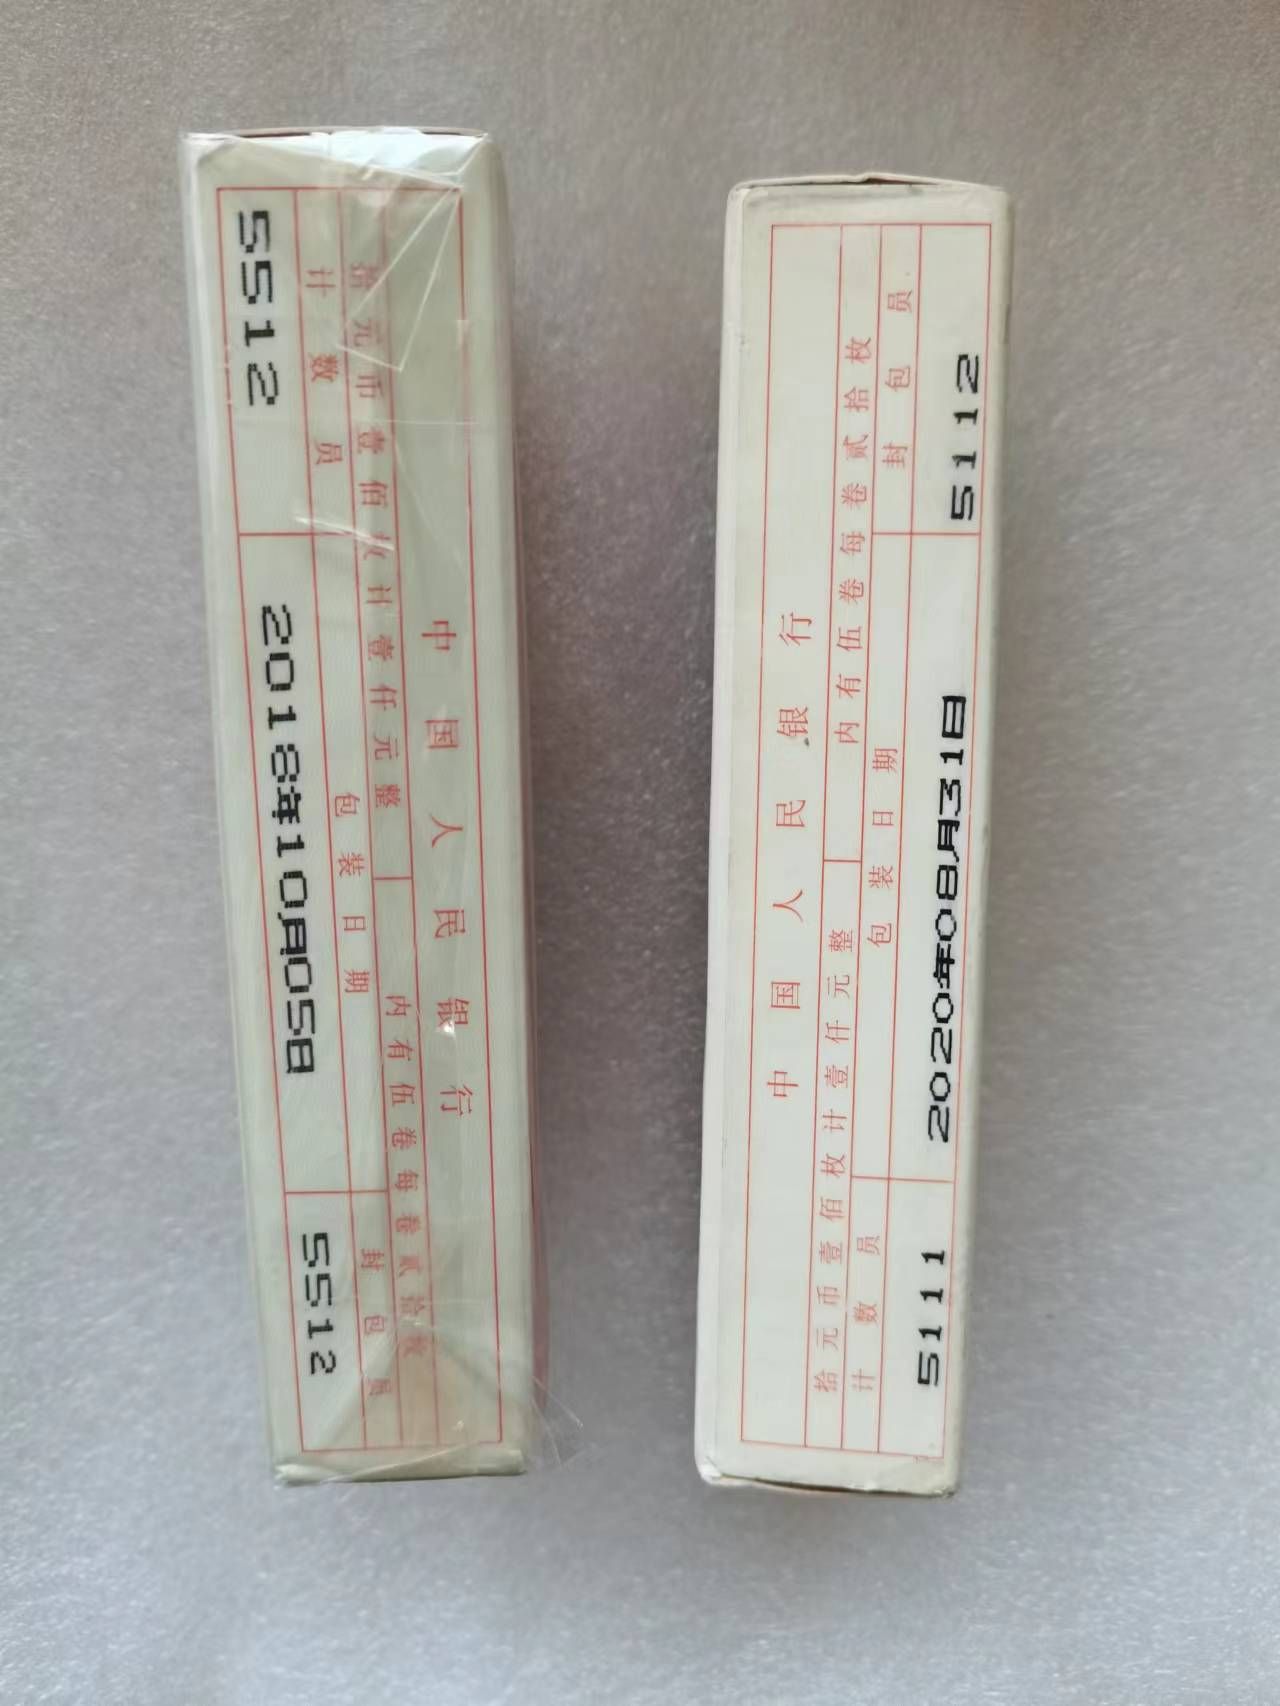 中国人民银行
拾元币壹佰枚计壹仟元整
内有伍卷每卷贰拾枚
计数员 包装日期 封包员
5512 2018年10月05日 5512
中国人民银行
拾元币壹佰枚计壹仟元整
内有伍卷每卷贰拾枚
计数员 包装日期 封包员
5111 2020年08月31日 5112